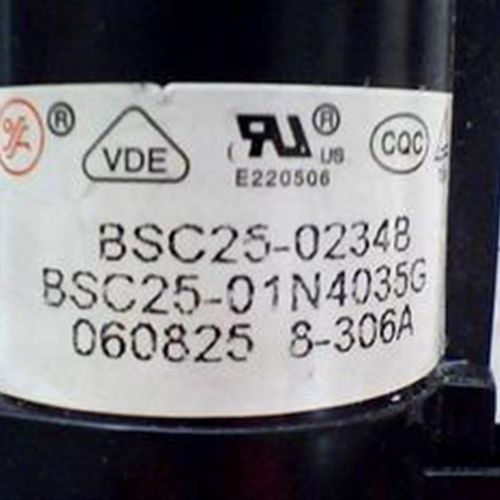 ® VDE ® US CQC
E220506
BSC25-0234B
BSC25-01N4035G
060825 8-306A